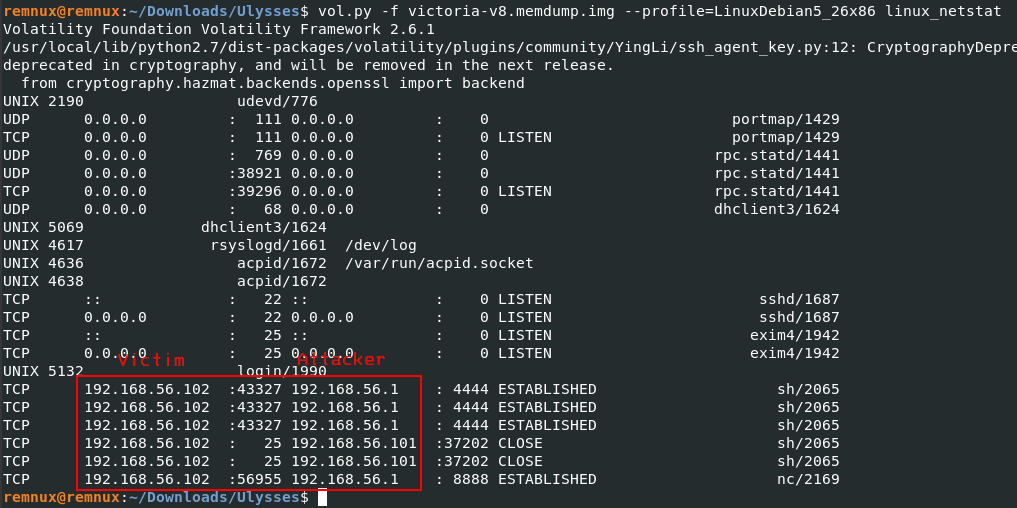 remnux@remnux:~/Downloads/Ulysses$ vol.py -f victoria-v8.memdump.img --profile=LinuxDebian5_26x86 linux_netstat
Volatility Foundation Volatility Framework 2.6.1
/usr/local/lib/python2.7/dist-packages/volatility/plugins/community/YingLi/ssh_agent_key.py:12: CryptographyDepre
deprecated in cryptography, and will be removed in the next release.
  from cryptography.hazmat.backends.openssl import backend
UNIX 2190                 udevd/776
UDP      0.0.0.0         :  111 0.0.0.0         :    0                           portmap/1429
TCP      0.0.0.0         :  111 0.0.0.0         :    0 LISTEN                    portmap/1429
UDP      0.0.0.0         :  769 0.0.0.0         :    0                         rpc.statd/1441
UDP      0.0.0.0         :38921 0.0.0.0         :    0                         rpc.statd/1441
TCP      0.0.0.0         :39296 0.0.0.0         :    0 LISTEN                  rpc.statd/1441
UDP      0.0.0.0         :   68 0.0.0.0         :    0                         dhclient3/1624
UNIX 5069             dhclient3/1624
UNIX 4617              rsyslogd/1661  /dev/log
UNIX 4636                 acpid/1672  /var/run/acpid.socket
UNIX 4638                 acpid/1672
TCP      ::              :   22 ::              :    0 LISTEN                       sshd/1687
TCP      0.0.0.0         :   22 0.0.0.0         :    0 LISTEN                       sshd/1687
TCP      ::              :   25 ::              :    0 LISTEN                      exim4/1942
TCP      0.0.0.0         :   25 0.0.0.0         :    0 LISTEN                      exim4/1942
Victim Attacker
UNIX 5132                 login/1990
TCP      192.168.56.102  :43327 192.168.56.1    : 4444 ESTABLISHED                    sh/2065
TCP      192.168.56.102  :43327 192.168.56.1    : 4444 ESTABLISHED                    sh/2065
TCP      192.168.56.102  :43327 192.168.56.1    : 4444 ESTABLISHED                    sh/2065
TCP      192.168.56.102  :   25 192.168.56.101  :37202 CLOSE                          sh/2065
TCP      192.168.56.102  :   25 192.168.56.101  :37202 CLOSE                          sh/2065
TCP      192.168.56.102  :56955 192.168.56.1    : 8888 ESTABLISHED                    nc/2169
remnux@remnux:~/Downloads/Ulysses$